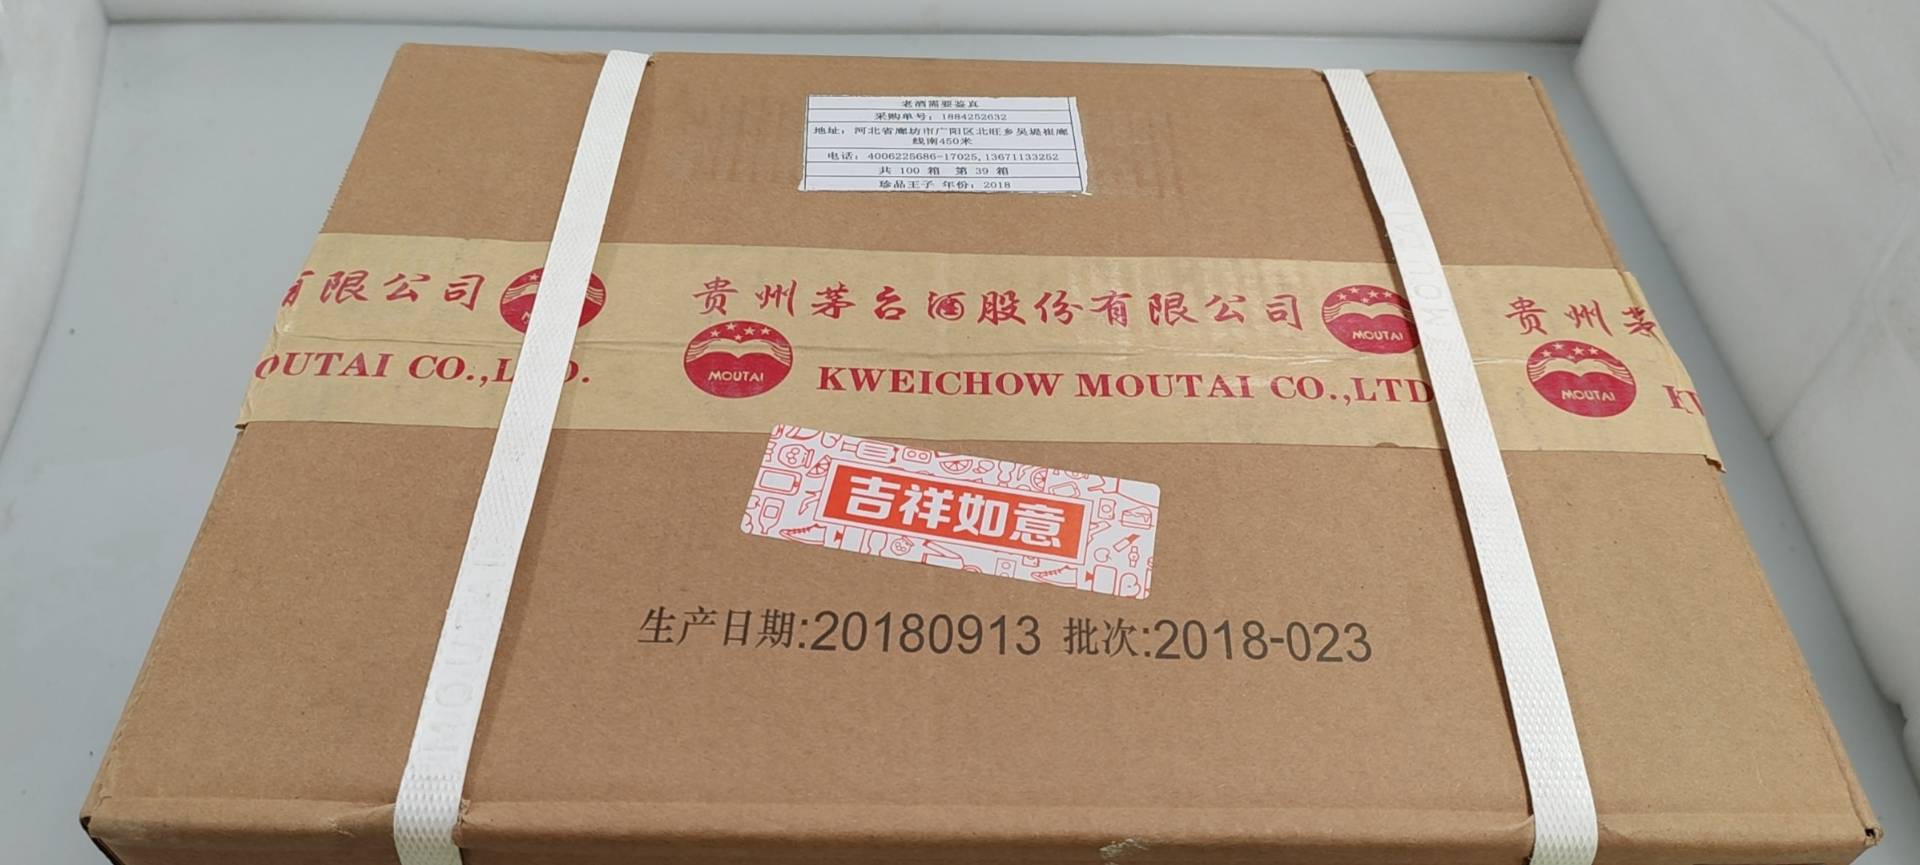 老酒需要鉴真
采购单号：1884252632
地址：河北省廊坊市广阳区北旺乡吴堤崔廊
线南450米
电话：4006225686-17025,13671133252
共 100 箱 第 39 箱
珍品王子 年份：2018
有限公司 贵州茅台酒股份有限公司 贵州茅
MOUTAI
OUTAI CO.,L D. MOUTAI KWEICHOW MOUTAI CO.,LTD MOUTAI KW
吉祥如意
生产日期:20180913 批次:2018-023
MOUTAI
MOUTAI